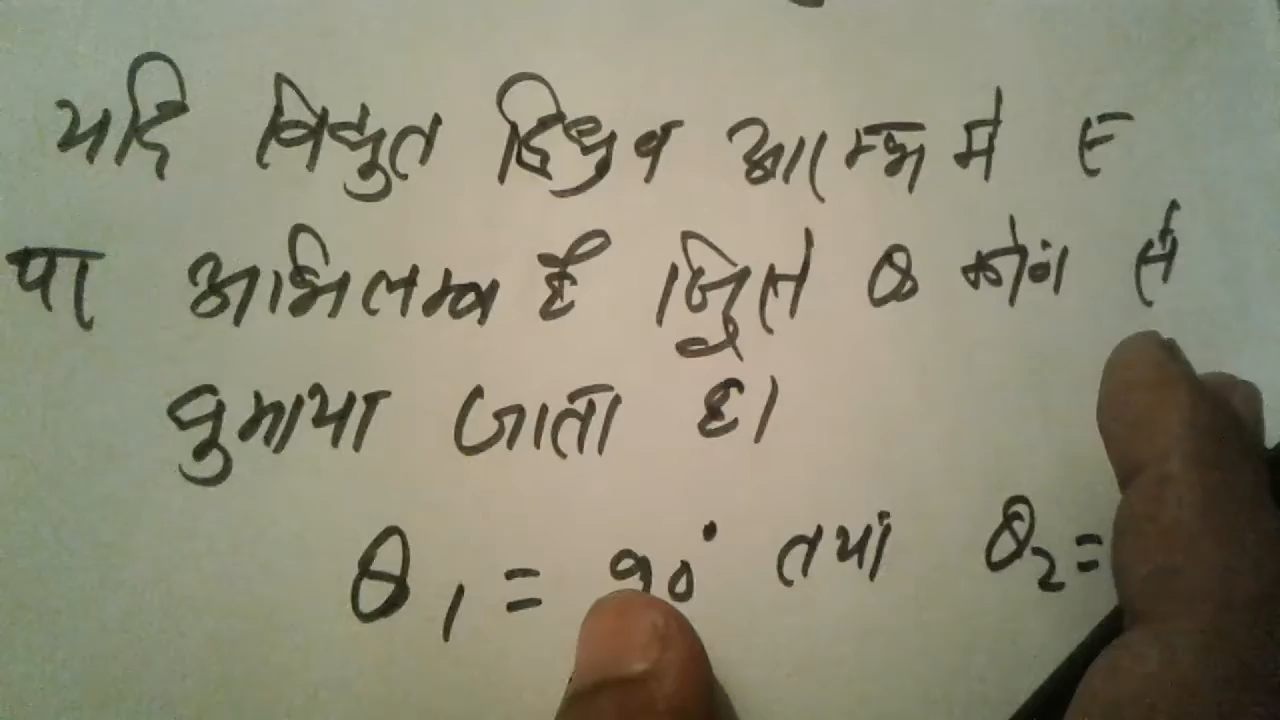 यदि विद्युत द्विध्रुव आरम्भ में E
पर अभिलम्ब है जिसे θ कोण से
घुमाया जाता है।
θ₁ = 90° तथा θ₂ =